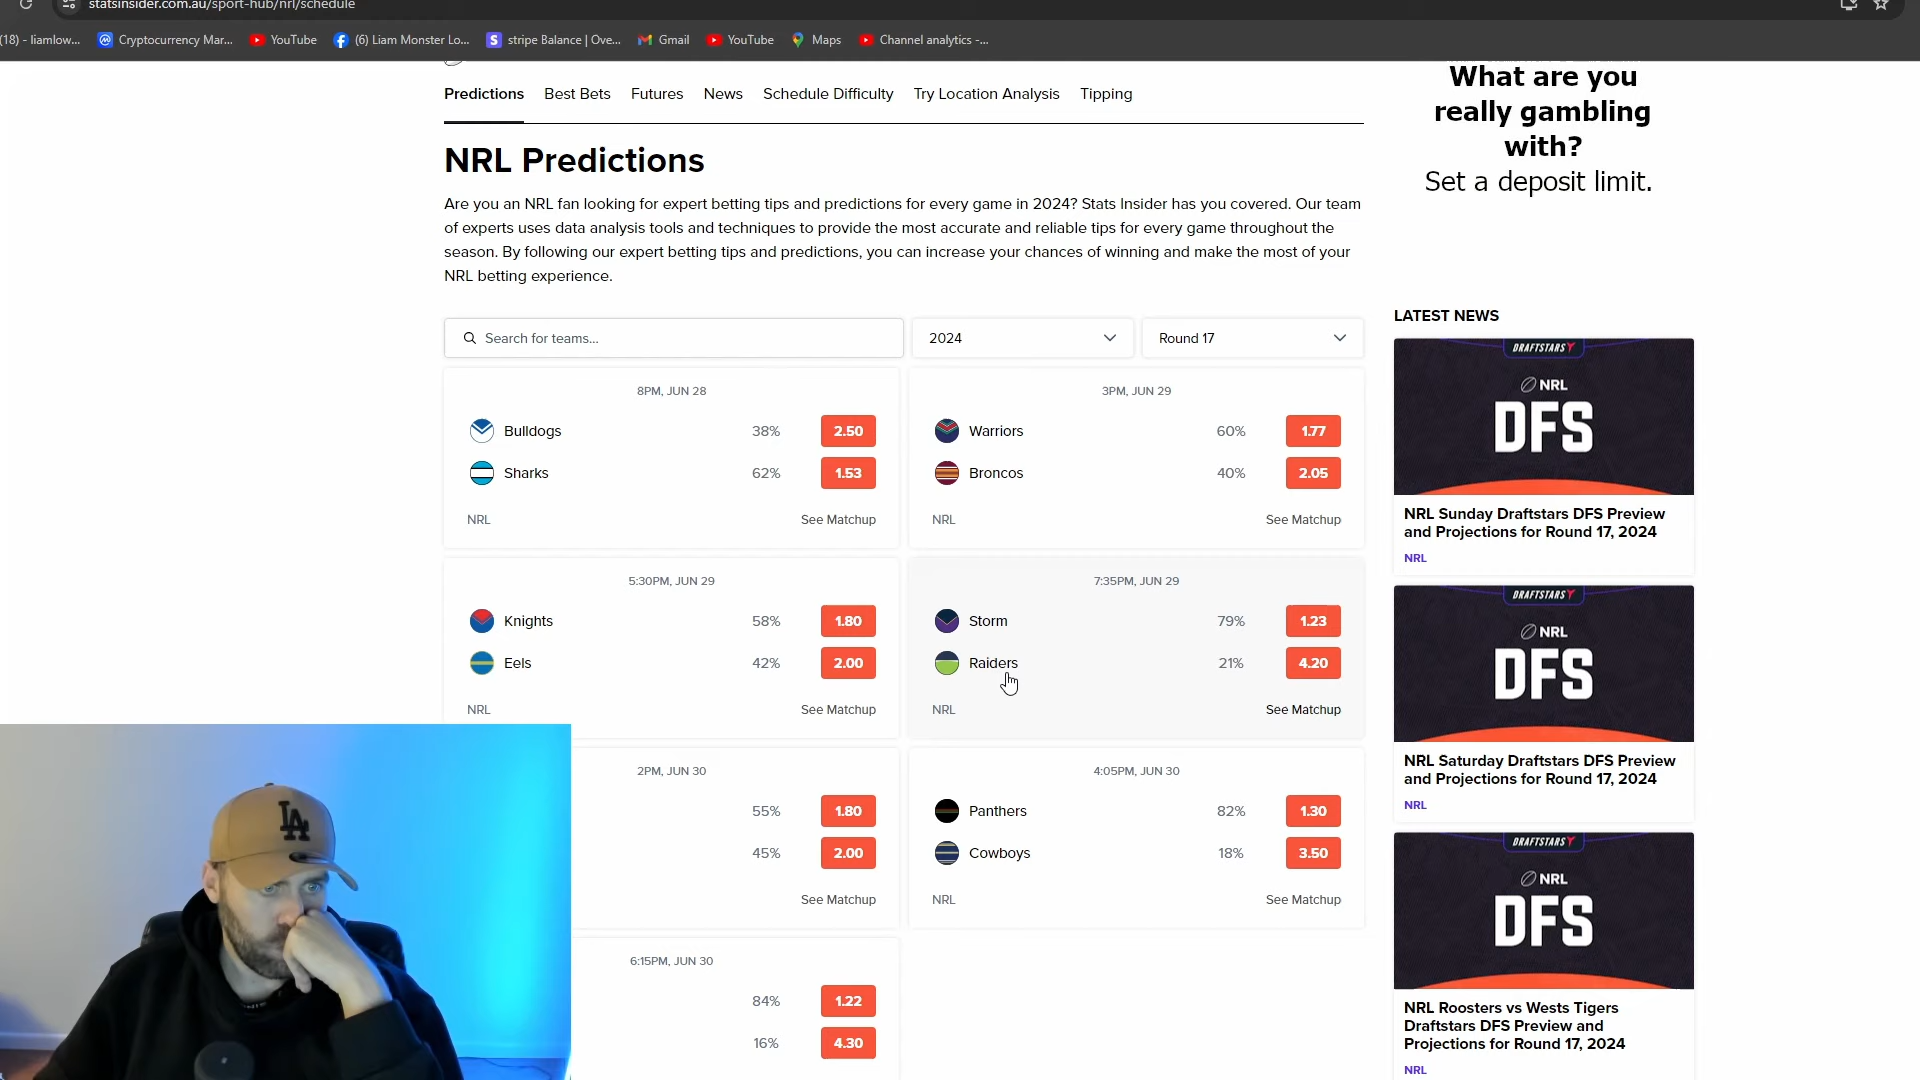 statsinsider.com.au/sport-hub/nrl/schedule
(18) - liamlow... Cryptocurrency Mar... YouTube (6) Liam Monster Lo... stripe Balance | Ove... Gmail YouTube Maps Channel analytics -...
Predictions Best Bets Futures News Schedule Difficulty Try Location Analysis Tipping
NRL Predictions
Are you an NRL fan looking for expert betting tips and predictions for every game in 2024? Stats Insider has you covered. Our team
of experts uses data analysis tools and techniques to provide the most accurate and reliable tips for every game throughout the
season. By following our expert betting tips and predictions, you can increase your chances of winning and make the most of your
NRL betting experience.
Search for teams... 2024 Round 17
8PM, JUN 28
Bulldogs 38% 2.50
Sharks 62% 1.53
NRL See Matchup
3PM, JUN 29
Warriors 60% 1.77
Broncos 40% 2.05
NRL See Matchup
5:30PM, JUN 29
Knights 58% 1.80
Eels 42% 2.00
NRL See Matchup
7:35PM, JUN 29
Storm 79% 1.23
Raiders 21% 4.20
NRL See Matchup
2PM, JUN 30
55% 1.80
45% 2.00
See Matchup
4:05PM, JUN 30
Panthers 82% 1.30
Cowboys 18% 3.50
NRL See Matchup
6:15PM, JUN 30
84% 1.22
16% 4.30
LA
What are you
really gambling
with?
Set a deposit limit.
LATEST NEWS
DRAFTSTARS
NRL
DFS
NRL Sunday Draftstars DFS Preview
and Projections for Round 17, 2024
NRL
DRAFTSTARS
NRL
DFS
NRL Saturday Draftstars DFS Preview
and Projections for Round 17, 2024
NRL
DRAFTSTARS
NRL
DFS
NRL Roosters vs Wests Tigers
Draftstars DFS Preview and
Projections for Round 17, 2024
NRL